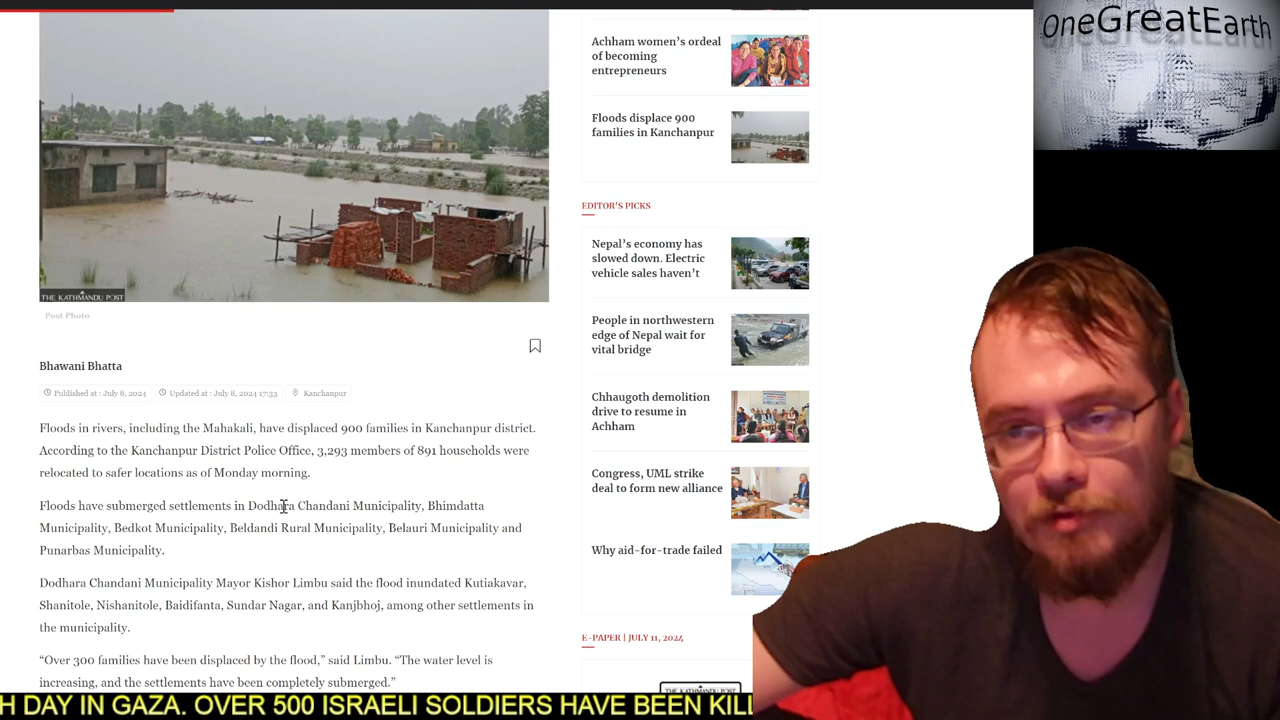 OneGreatEarth
Achham women's ordeal
of becoming
entrepreneurs
Floods displace 900
families in Kanchanpur
EDITOR'S PICKS
Nepal's economy has
slowed down. Electric
vehicle sales haven't
People in northwestern
edge of Nepal wait for
vital bridge
Chhaugoth demolition
drive to resume in
Achham
Congress, UML strike
deal to form new alliance
Why aid-for-trade failed
E-PAPER | JULY 11, 2024
THE KATHMANDU POST
THE KATHMANDU POST
Post Photo
Bhawani Bhatta
Published at : July 8, 2024
Updated at : July 8, 2024 17:33
Kanchanpur
Floods in rivers, including the Mahakali, have displaced 900 families in Kanchanpur district.
According to the Kanchanpur District Police Office, 3,293 members of 891 households were
relocated to safer locations as of Monday morning.
Floods have submerged settlements in Dodhara Chandani Municipality, Bhimdatta
Municipality, Bedkot Municipality, Beldandi Rural Municipality, Belauri Municipality and
Punarbas Municipality.
Dodhara Chandani Municipality Mayor Kishor Limbu said the flood inundated Kutiakavar,
Shanitole, Nishanitole, Baidifanta, Sundar Nagar, and Kanjbhoj, among other settlements in
the municipality.
“Over 300 families have been displaced by the flood,” said Limbu. “The water level is
increasing, and the settlements have been completely submerged.”
H DAY IN GAZA. OVER 500 ISRAELI SOLDIERS HAVE BEEN KILL